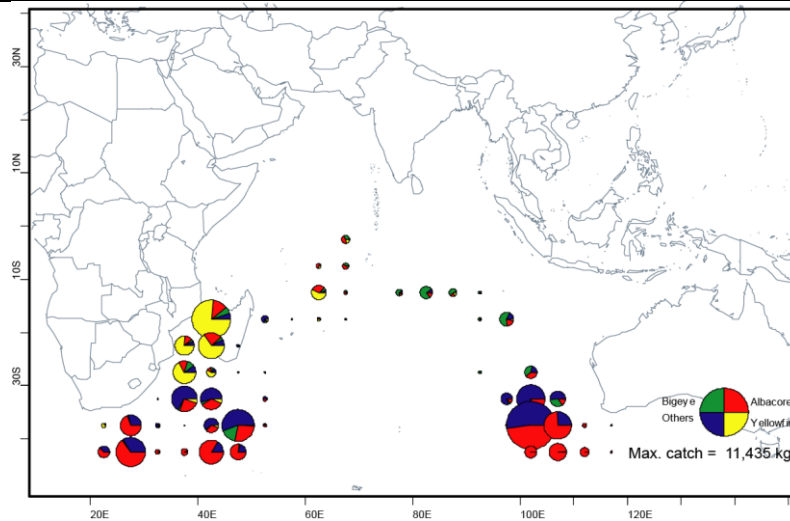 30N
10N
10S
30S
Bigeye Albacore
Others Yellowfin
Max. catch = 11,435 kg
20E 40E 60E 80E 100E 120E